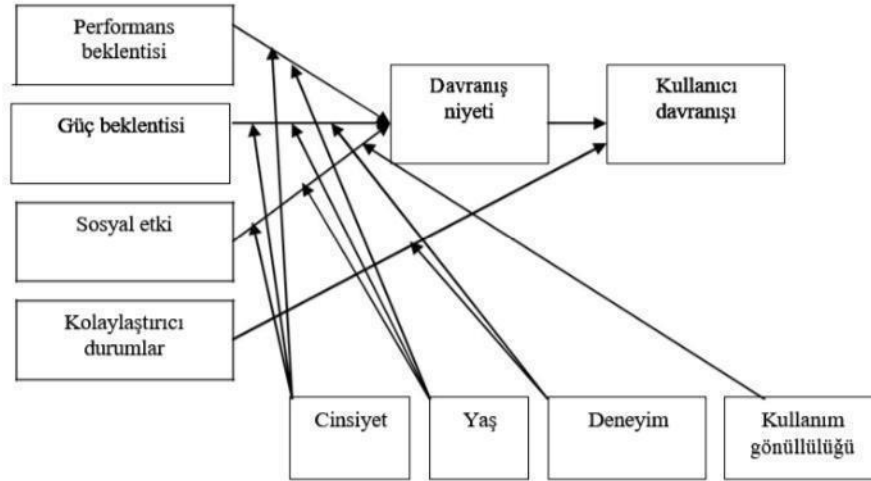 Performans
beklentisi
Güç beklentisi
Sosyal etki
Kolaylaştırıcı
durumlar
Davranış
niyeti
Kullanıcı
davranışı
Cinsiyet
Yaş
Deneyim
Kullanım
gönüllülüğü